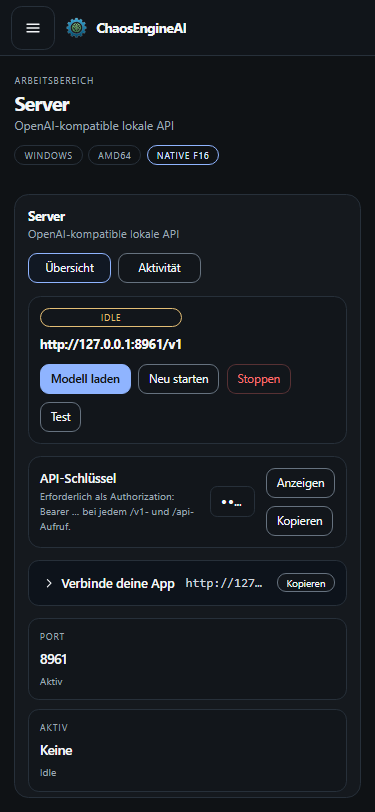 ChaosEngineAI
ARBEITSBEREICH
Server
OpenAI-kompatible lokale API
WINDOWS
AMD64
NATIVE F16
Server
OpenAI-kompatible lokale API
Übersicht
Aktivität
IDLE
http://127.0.0.1:8961/v1
Modell laden
Neu starten
Stoppen
Test
API-Schlüssel
Erforderlich als Authorization:
Bearer ... bei jedem /v1- und /api-
Aufruf.
••…
Anzeigen
Kopieren
Verbinde deine App
http://127…
Kopieren
PORT
8961
Aktiv
AKTIV
Keine
Idle